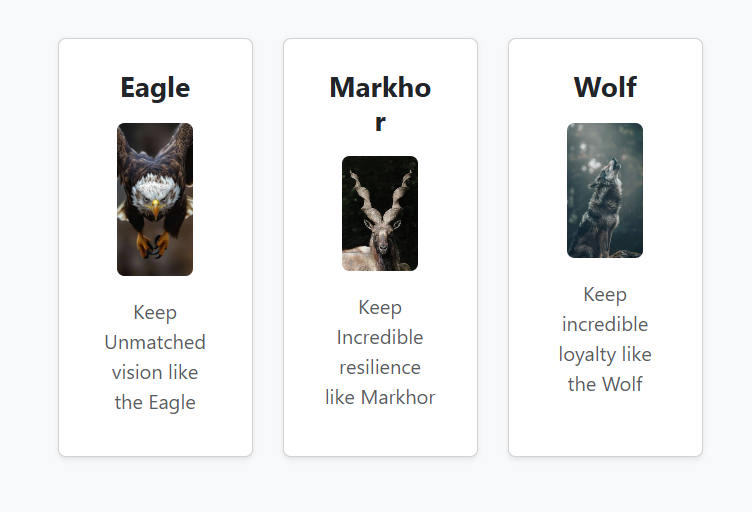 Eagle
Keep
Unmatched
vision like
the Eagle
Markho
r
Keep
Incredible
resilience
like Markhor
Wolf
Keep
incredible
loyalty like
the Wolf